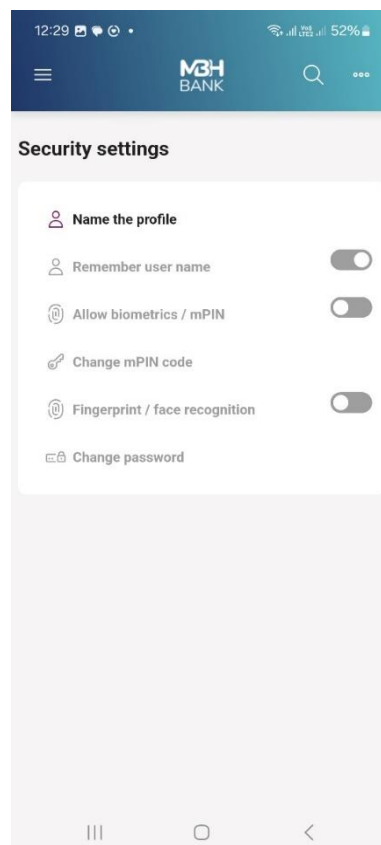 12:29 52%
MBH
BANK
Security settings
Name the profile
Remember user name
Allow biometrics / mPIN
Change mPIN code
Fingerprint / face recognition
Change password